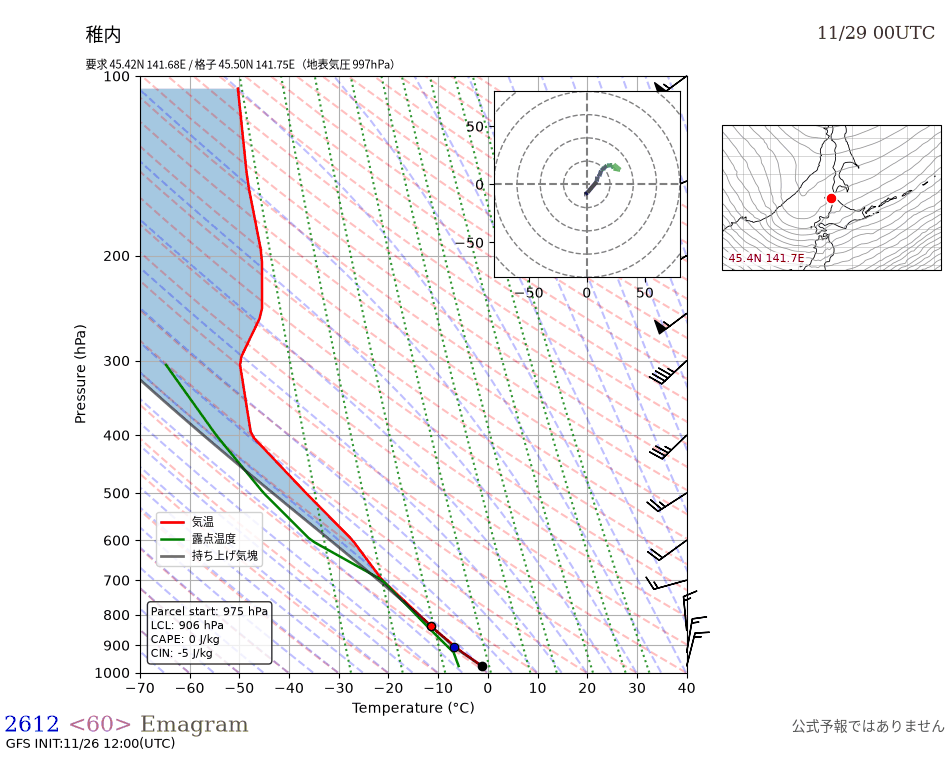 稚内
11/29 00UTC
要求 45.42N 141.68E / 格子 45.50N 141.75E（地表気圧 997hPa）
100
200
300
400
500
600
700
800
900
1000
Pressure (hPa)
−70 −60 −50 −40 −30 −20 −10 0 10 20 30 40
Temperature (°C)
50
0
−50
−50 0 50
45.4N 141.7E
気温
露点温度
持ち上げ気塊
Parcel start: 975 hPa
LCL: 906 hPa
CAPE: 0 J/kg
CIN: -5 J/kg
2612 <60> Emagram
公式予報ではありません
GFS INIT:11/26 12:00(UTC)